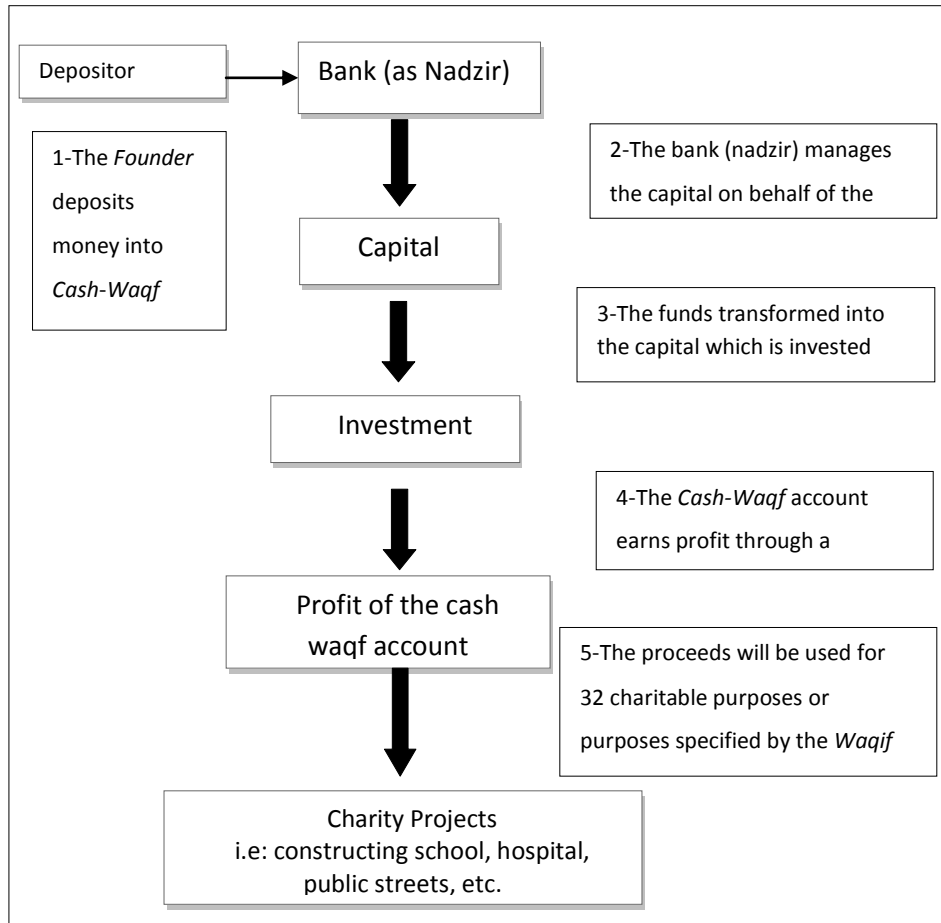 Depositor
Bank (as Nadzir)
1-The Founder
deposits
money into
Cash-Waqf
2-The bank (nadzir) manages
the capital on behalf of the
Capital
3-The funds transformed into
the capital which is invested
Investment
4-The Cash-Waqf account
earns profit through a
Profit of the cash
waqf account
5-The proceeds will be used for
32 charitable purposes or
purposes specified by the Waqif
Charity Projects
i.e: constructing school, hospital,
public streets, etc.